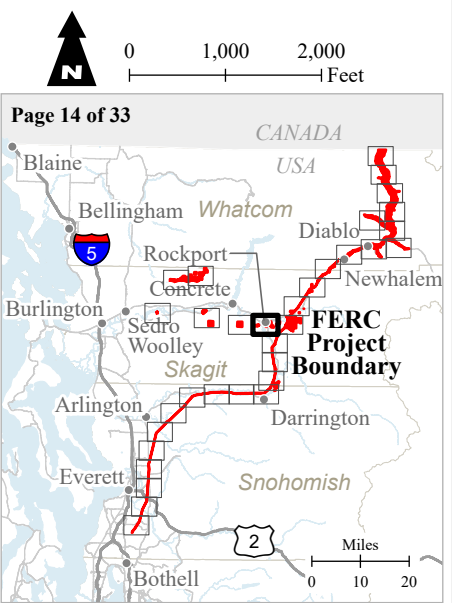 N
0 1,000 2,000
Feet
Page 14 of 33
CANADA
USA
Blaine
Bellingham
Whatcom
Diablo
5
Rockport
Newhalem
Concrete
Burlington
Sedro
Woolley
FERC
Project
Boundary
Skagit
Arlington
Darrington
Everett
Snohomish
2
Miles
0 10 20
Bothell